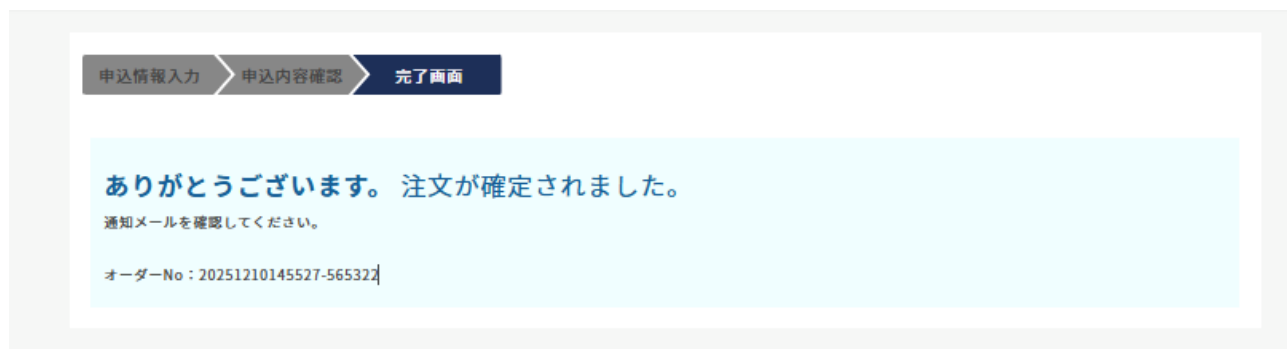 申込情報入力 申込内容確認 完了画面
ありがとうございます。 注文が確定されました。
通知メールを確認してください。
オーダーNo：20251210145527-565322